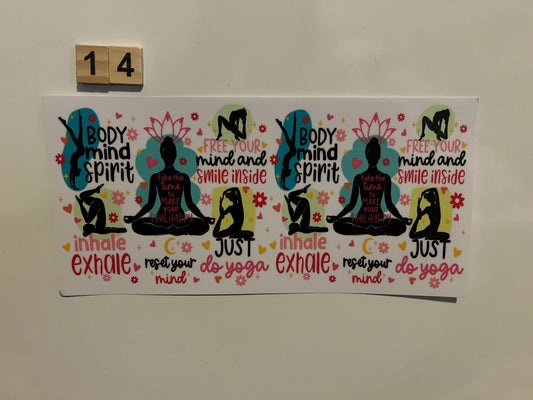 14
BODY
mind
spirit
FREE YOUR
mind and
smile inside
take the
time to
MAKE
YOUR
SOUL HAPPY
inhale
exhale
reset your
mind
JUST
do yoga
BODY
mind
spirit
FREE YOUR
mind and
smile inside
take the
time to
MAKE
YOUR
SOUL HAPPY
inhale
exhale
reset your
mind
JUST
do yoga